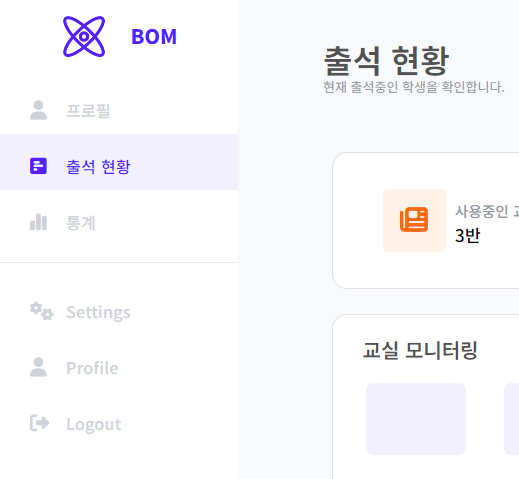 BOM
프로필
출석 현황
통계
Settings
Profile
Logout
출석 현황
현재 출석중인 학생을 확인합니다.
사용중인
3반
교실 모니터링